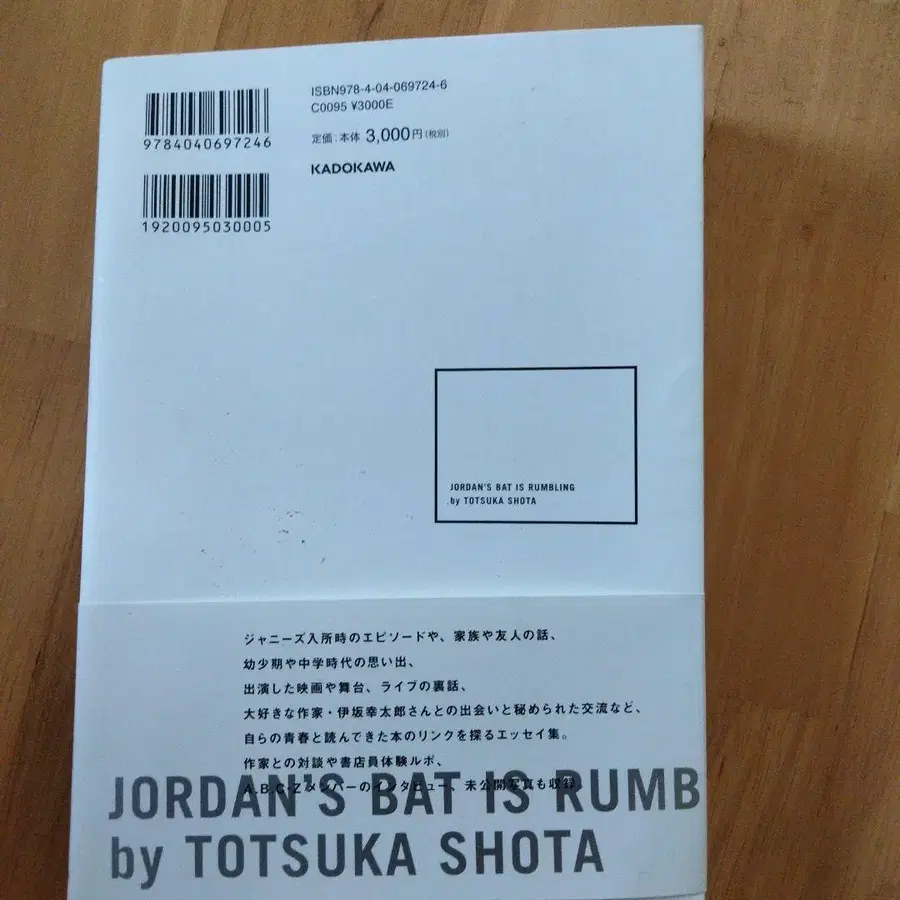 ISBN978-4-04-069724-6
C0095 ¥3000E
定価:本体3,000円(税別)
KADOKAWA
9784040697246
1920095030005
JORDAN'S BAT IS RUMBLING
by TOTSUKA SHOTA
ジャニーズ入所時のエピソードや、家族や友人の話、
幼少期や中学時代の思い出、
出演した映画や舞台、ライブの裏話、
大好きな作家・伊坂幸太郎さんとの出会いと秘められた交流など、
自らの青春と読んできた本のリンクを探るエッセイ集。
作家との対談や書店員体験ルポ、
A.B.C-Zメンバーのインタビュー、未公開写真も収録
JORDAN'S BAT IS RUMB
by TOTSUKA SHOTA